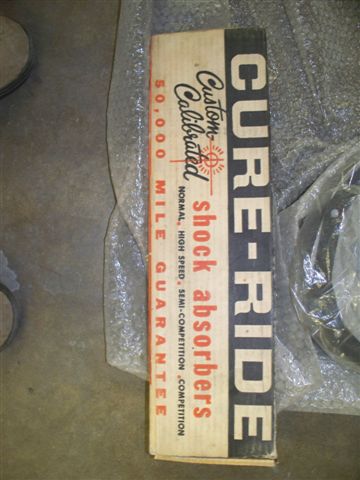 CURE-RIDE
Custom
Calibrated
shock absorbers
NORMAL, HIGH SPEED, SEMI-COMPETITION, COMPETITION
50,000 MILE GUARANTEE